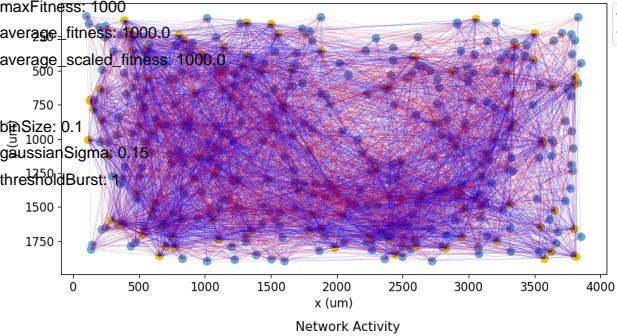 maxFitness: 1000
average_fitness: 1000.0
250
average_scaled_fitness: 1000.0
500
750
binSize: 0.1
1000
gaussianSigma: 0.15
1250
thresholdBurst: 1
1500
1750
0 500 1000 1500 2000 2500 3000 3500 4000
x (um)
Network Activity